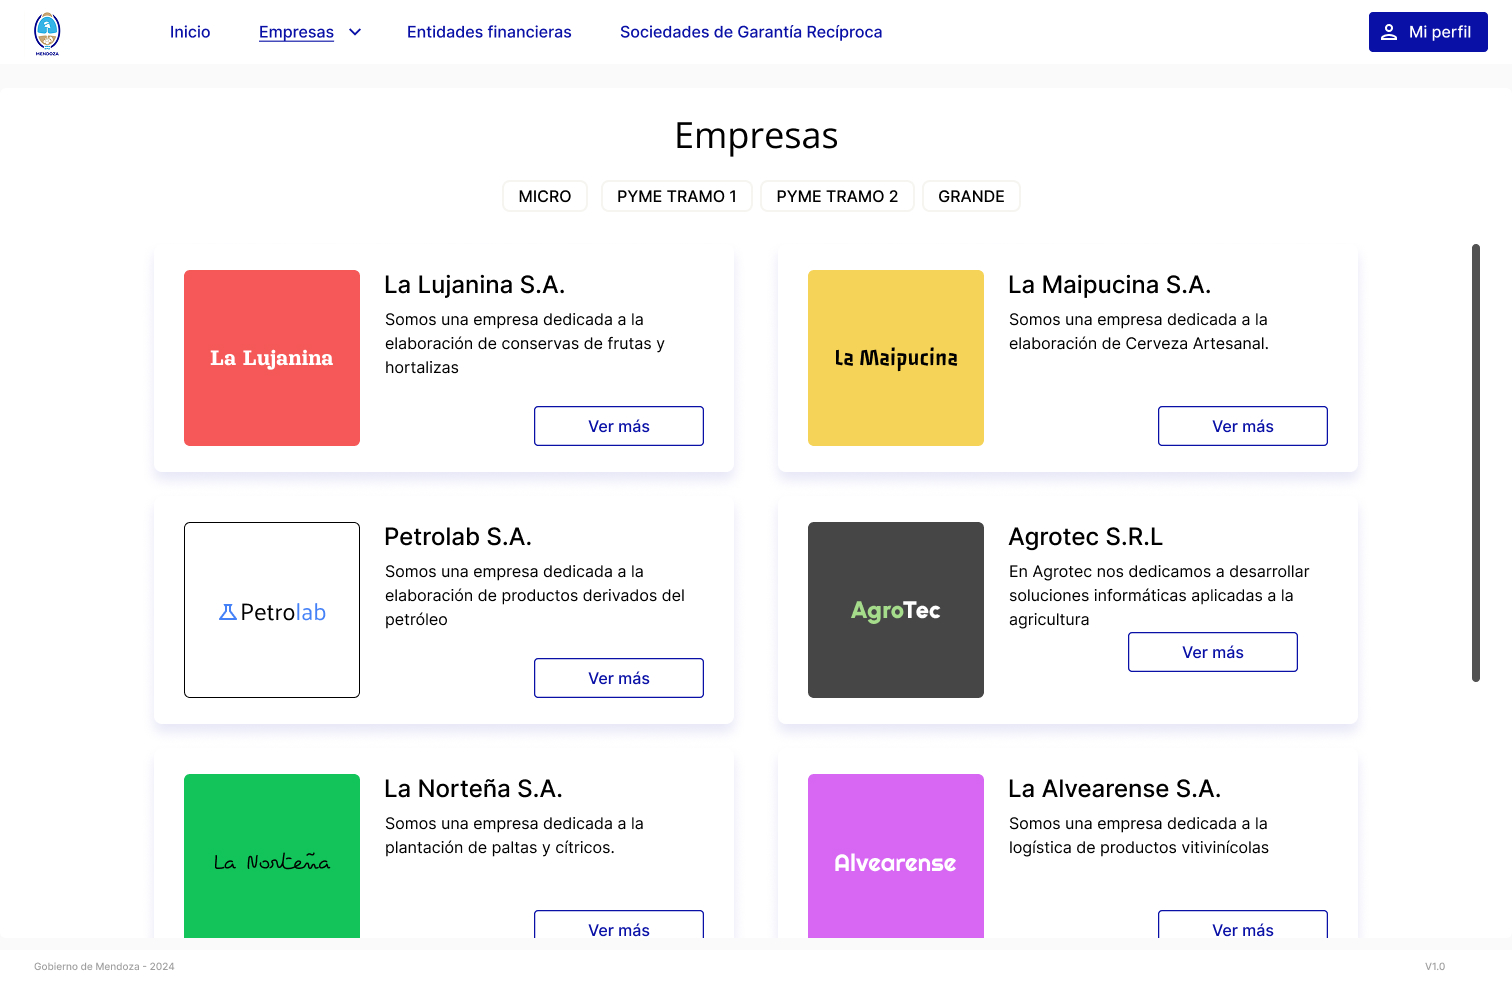 MENDOZA
Inicio
Empresas
Entidades financieras
Sociedades de Garantía Recíproca
Mi perfil
Empresas
MICRO
PYME TRAMO 1
PYME TRAMO 2
GRANDE
La Lujanina
La Lujanina S.A.
Somos una empresa dedicada a la
elaboración de conservas de frutas y
hortalizas
Ver más
La Maipucina
La Maipucina S.A.
Somos una empresa dedicada a la
elaboración de Cerveza Artesanal.
Ver más
Petrolab
Petrolab S.A.
Somos una empresa dedicada a la
elaboración de productos derivados del
petróleo
Ver más
AgroTec
Agrotec S.R.L
En Agrotec nos dedicamos a desarrollar
soluciones informáticas aplicadas a la
agricultura
Ver más
La Norteña
La Norteña S.A.
Somos una empresa dedicada a la
plantación de paltas y cítricos.
Ver más
Alvearense
La Alvearense S.A.
Somos una empresa dedicada a la
logística de productos vitivinícolas
Ver más
Gobierno de Mendoza - 2024
V1.0